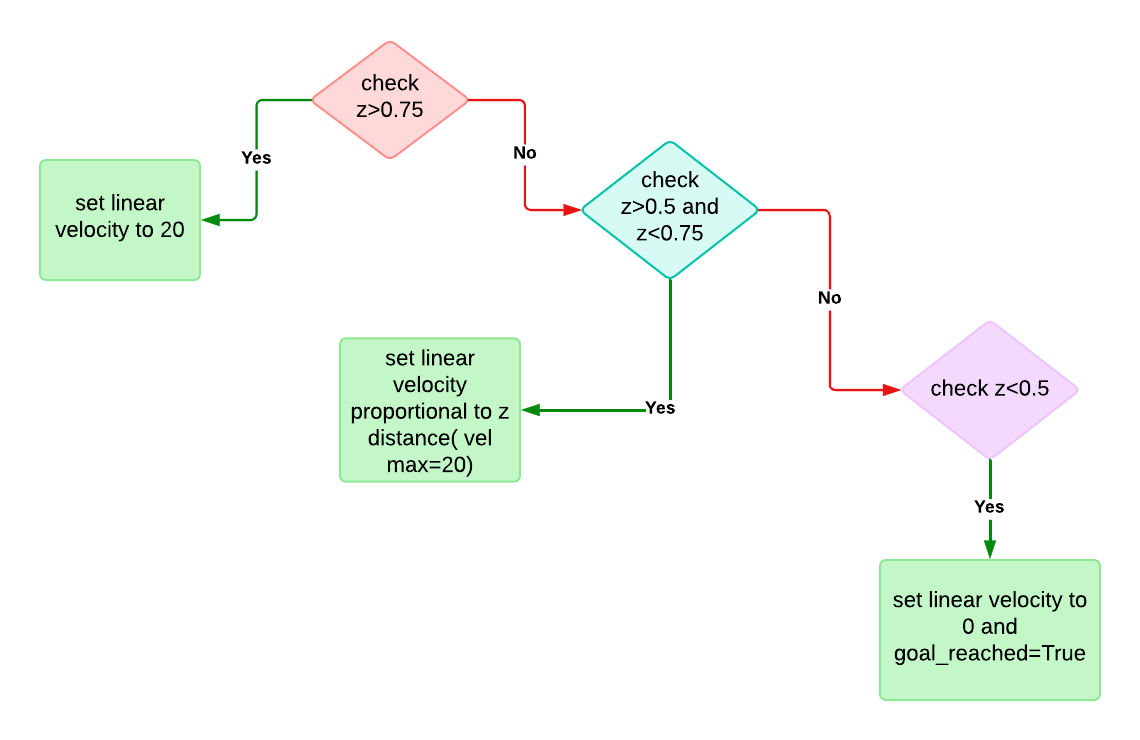 check
z>0.75
Yes
No
set linear
velocity to 20
check
z>0.5 and
z<0.75
No
Yes
set linear
velocity
proportional to z
distance( vel
max=20)
check z<0.5
Yes
set linear velocity to
0 and
goal_reached=True